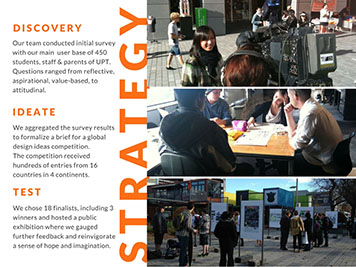 DISCOVERY
Our team conducted initial survey
with our main user base of 450
students, staff & parents of UPT.
Questions ranged from reflective,
aspirational, value-based, to
attitudinal.
IDEATE
We aggregated the survey results
to formalize a brief for a global
design ideas competition.
The competition received
hundreds of entries from 16
countries in 4 continents.
TEST
We chose 18 finalists, including 3
winners and hosted a public
exhibition where we gauged
further feedback and reinvigorate
a sense of hope and imagination.
STRATEGY